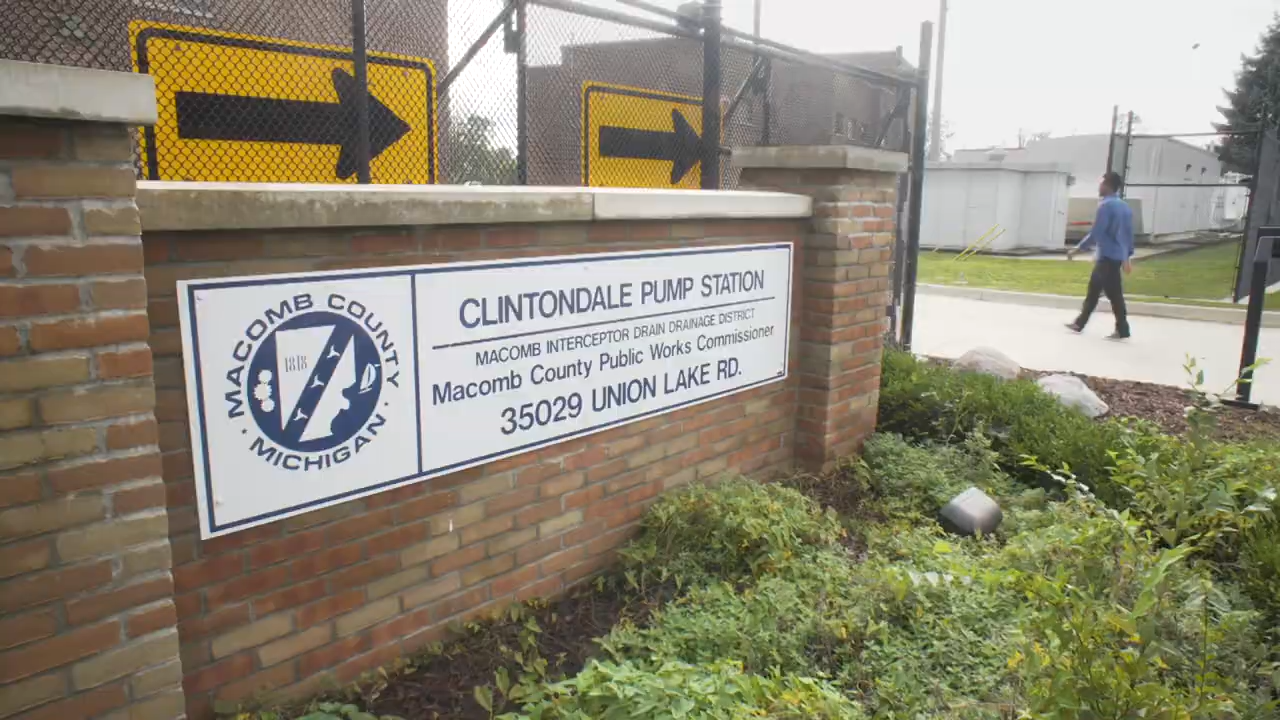 MACOMB COUNTY
1818
· MICHIGAN ·
CLINTONDALE PUMP STATION
MACOMB INTERCEPTOR DRAIN DRAINAGE DISTRICT
Macomb County Public Works Commissioner
35029 UNION LAKE RD.